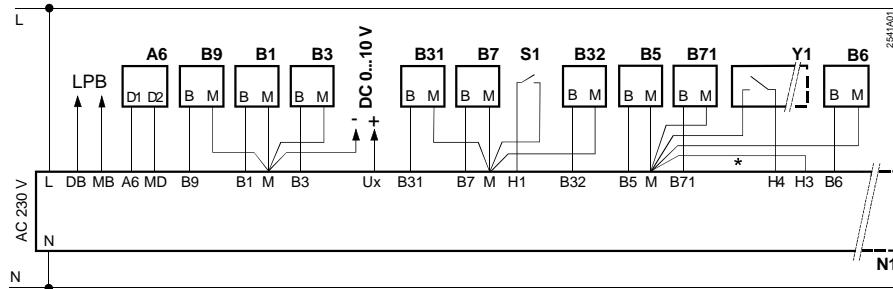 L
2541A01
A6 B9 B1 B3 DC 0...10 V B31 B7 S1 B32 B5 B71 Y1 B6
LPB
D1 D2 B M B M B M B M B M B M B M B M B M
- +
*
L DB MB A6 MD B9 B1 M B3 Ux B31 B7 M H1 B32 B5 M B71 H4 H3 B6
AC 230 V
N
N1
N